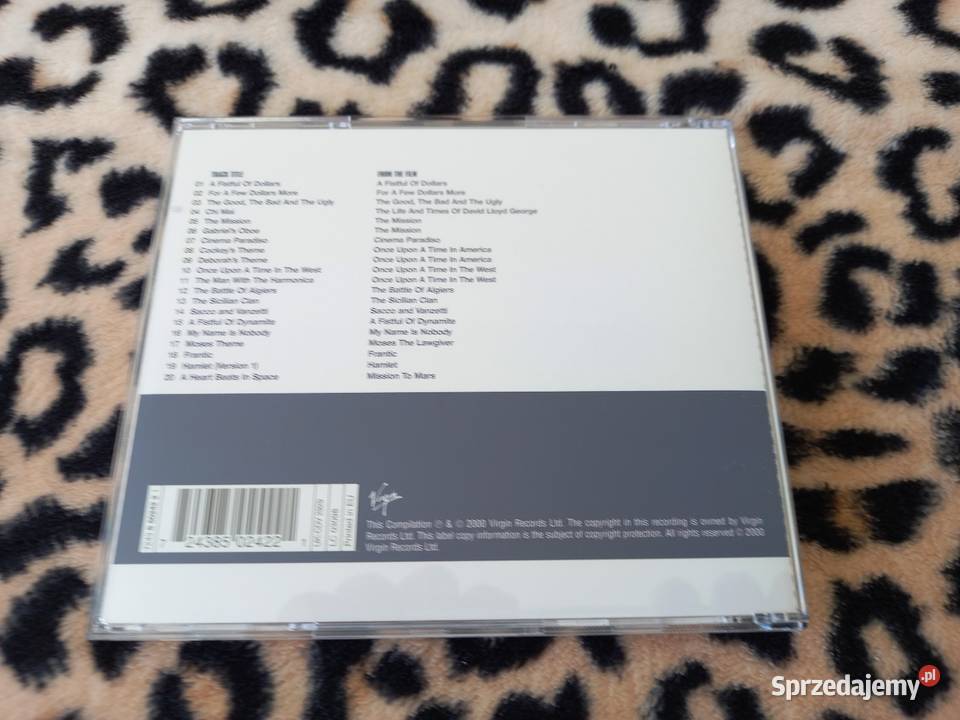 TRACK TITLE FROM THE FILM
01 A Fistful Of Dollars A Fistful Of Dollars
02 For A Few Dollars More For A Few Dollars More
03 The Good, The Bad And The Ugly The Good, The Bad And The Ugly
04 Chi Mai The Life And Times Of David Lloyd George
05 The Mission The Mission
06 Gabriel's Oboe The Mission
07 Cinema Paradiso Cinema Paradiso
08 Cockey's Theme Once Upon A Time In America
09 Deborah's Theme Once Upon A Time In America
10 Once Upon A Time In The West Once Upon A Time In The West
11 The Man With The Harmonica Once Upon A Time In The West
12 The Battle Of Algiers The Battle Of Algiers
13 The Sicilian Clan The Sicilian Clan
14 Sacco and Vanzetti Sacco and Vanzetti
15 A Fistful Of Dynamite A Fistful Of Dynamite
16 My Name Is Nobody My Name Is Nobody
17 Moses Theme Moses The Lawgiver
18 Frantic Frantic
19 Hamlet (Version 1) Hamlet
20 A Heart Beats In Space Mission To Mars
Virgin
This Compilation ℗ & © 2000 Virgin Records Ltd. The copyright in this recording is owned by Virgin
Records Ltd. This label copy information is the subject of copyright protection. All rights reserved © 2000
Virgin Records Ltd.
24385 02422
Printed in EU
Sprzedajemy.pl